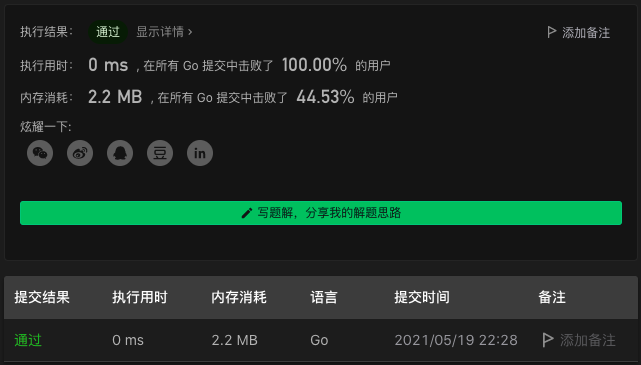 执行结果： 通过 显示详情 › 添加备注
执行用时： 0 ms ，在所有 Go 提交中击败了 100.00% 的用户
内存消耗： 2.2 MB ，在所有 Go 提交中击败了 44.53% 的用户
炫耀一下:
豆 in
写题解，分享我的解题思路
提交结果 执行用时 内存消耗 语言 提交时间 备注
通过 0 ms 2.2 MB Go 2021/05/19 22:28 添加备注